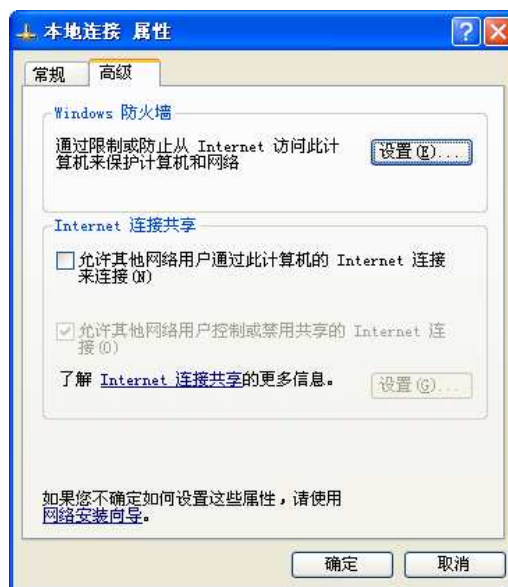 本地连接 属性
常规
高级
Windows 防火墙
通过限制或防止从 Internet 访问此计
算机来保护计算机和网络
设置(E)...
Internet 连接共享
允许其他网络用户通过此计算机的 Internet 连接
来连接(N)
允许其他网络用户控制或禁用共享的 Internet 连
接(O)
了解 Internet 连接共享的更多信息。
设置(G)...
如果您不确定如何设置这些属性，请使用
网络安装向导。
确定
取消